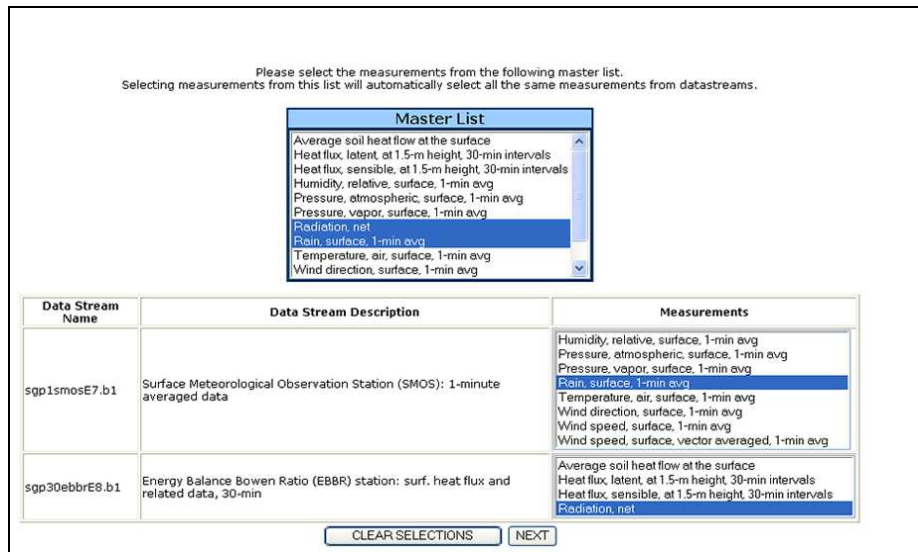 Please select the measurements from the following master list.
Selecting measurements from this list will automatically select all the same measurements from datastreams.
Master List
Average soil heat flow at the surface
Heat flux, latent, at 1.5-m height, 30-min intervals
Heat flux, sensible, at 1.5-m height, 30-min intervals
Humidity, relative, surface, 1-min avg
Pressure, atmospheric, surface, 1-min avg
Pressure, vapor, surface, 1-min avg
Radiation, net
Rain, surface, 1-min avg
Temperature, air, surface, 1-min avg
Wind direction, surface, 1-min avg
Data Stream
Name
Data Stream Description
Measurements
sgp1smosE7.b1
Surface Meteorological Observation Station (SMOS): 1-minute
averaged data
Humidity, relative, surface, 1-min avg
Pressure, atmospheric, surface, 1-min avg
Pressure, vapor, surface, 1-min avg
Rain, surface, 1-min avg
Temperature, air, surface, 1-min avg
Wind direction, surface, 1-min avg
Wind speed, surface, 1-min avg
Wind speed, surface, vector averaged, 1-min avg
sgp30ebbrE8.b1
Energy Balance Bowen Ratio (EBBR) station: surf. heat flux and
related data, 30-min
Average soil heat flow at the surface
Heat flux, latent, at 1.5-m height, 30-min intervals
Heat flux, sensible, at 1.5-m height, 30-min intervals
Radiation, net
CLEAR SELECTIONS
NEXT